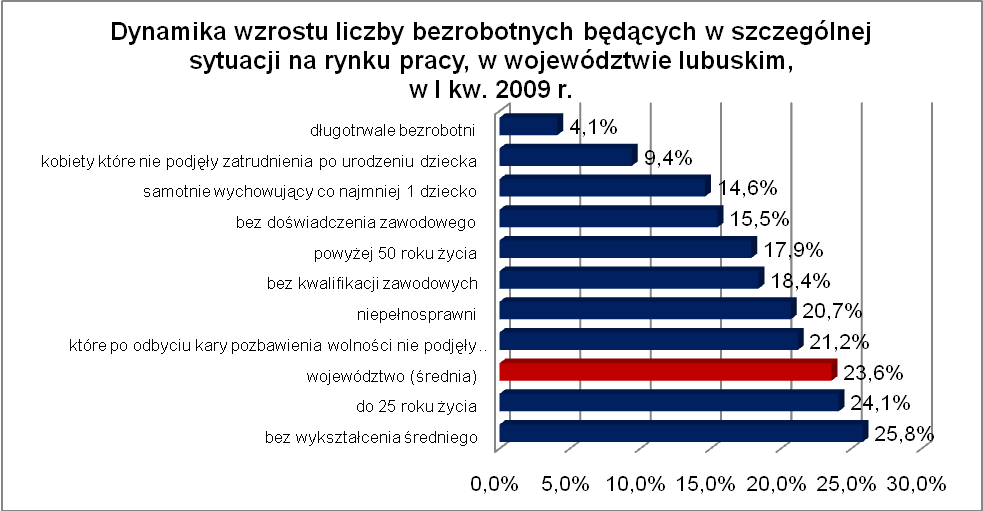 Dynamika wzrostu liczby bezrobotnych będących w szczególnej
sytuacji na rynku pracy, w województwie lubuskim,
w I kw. 2009 r.
długotrwale bezrobotni 4,1%
kobiety które nie podjęły zatrudnienia po urodzeniu dziecka 9,4%
samotnie wychowujący co najmniej 1 dziecko 14,6%
bez doświadczenia zawodowego 15,5%
powyżej 50 roku życia 17,9%
bez kwalifikacji zawodowych 18,4%
niepełnosprawni 20,7%
które po odbyciu kary pozbawienia wolności nie podjęły .. 21,2%
województwo (średnia) 23,6%
do 25 roku życia 24,1%
bez wykształcenia średniego 25,8%
0,0% 5,0% 10,0% 15,0% 20,0% 25,0% 30,0%